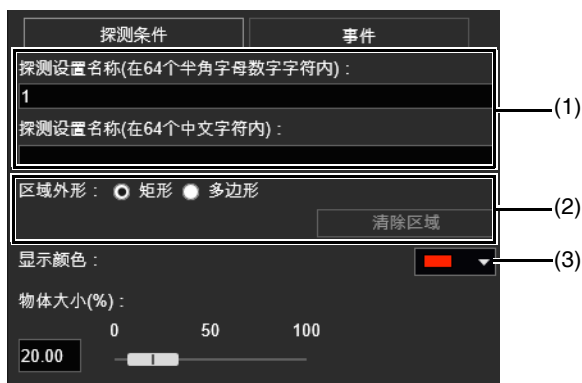 探测条件 事件
探测设置名称(在64个半角字母数字字符内)：
1
(1)
探测设置名称(在64个中文字符内)：
区域外形： 矩形 多边形
(2)
清除区域
显示颜色：
(3)
物体大小(%)：
0 50 100
20.00